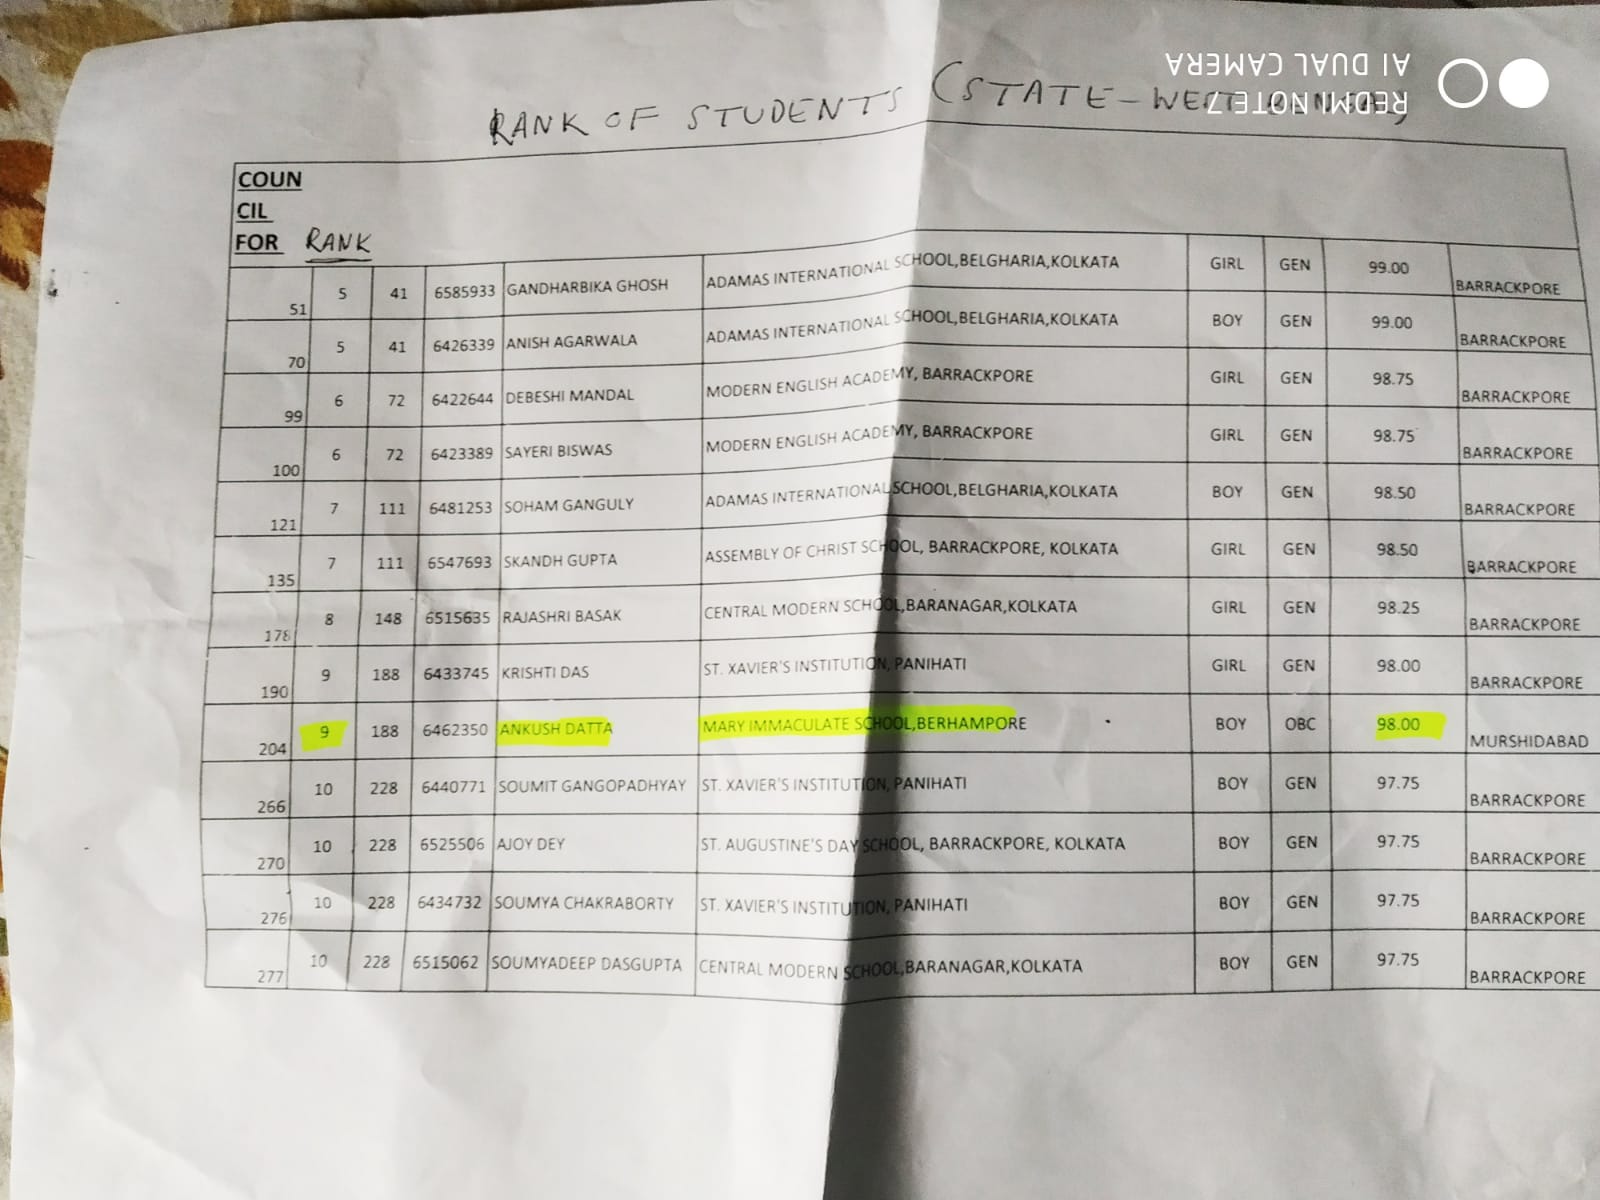 AI DUAL CAMERA
REDMI NOTE 7
RANK OF STUDENTS (STATE - WEST BENGAL)
COUN
CIL
FOR RANK
51 5 41 6585933 GANDHARBIKA GHOSH ADAMAS INTERNATIONAL SCHOOL,BELGHARIA,KOLKATA GIRL GEN 99.00 BARRACKPORE
70 5 41 6426339 ANISH AGARWALA ADAMAS INTERNATIONAL SCHOOL,BELGHARIA,KOLKATA BOY GEN 99.00 BARRACKPORE
99 6 72 6422644 DEBESHI MANDAL MODERN ENGLISH ACADEMY, BARRACKPORE GIRL GEN 98.75 BARRACKPORE
100 6 72 6423389 SAYERI BISWAS MODERN ENGLISH ACADEMY, BARRACKPORE GIRL GEN 98.75 BARRACKPORE
121 7 111 6481253 SOHAM GANGULY ADAMAS INTERNATIONAL SCHOOL,BELGHARIA,KOLKATA BOY GEN 98.50 BARRACKPORE
135 7 111 6547693 SKANDH GUPTA ASSEMBLY OF CHRIST SCHOOL, BARRACKPORE, KOLKATA GIRL GEN 98.50 BARRACKPORE
178 8 148 6515635 RAJASHRI BASAK CENTRAL MODERN SCHOOL,BARANAGAR,KOLKATA GIRL GEN 98.25 BARRACKPORE
190 9 188 6433745 KRISHTI DAS ST. XAVIER'S INSTITUTION, PANIHATI GIRL GEN 98.00 BARRACKPORE
204 9 188 6462350 ANKUSH DATTA MARY IMMACULATE SCHOOL,BERHAMPORE BOY OBC 98.00 MURSHIDABAD
266 10 228 6440771 SOUMIT GANGOPADHYAY ST. XAVIER'S INSTITUTION, PANIHATI BOY GEN 97.75 BARRACKPORE
270 10 228 6525506 AJOY DEY ST. AUGUSTINE'S DAY SCHOOL, BARRACKPORE, KOLKATA BOY GEN 97.75 BARRACKPORE
276 10 228 6434732 SOUMYA CHAKRABORTY ST. XAVIER'S INSTITUTION, PANIHATI BOY GEN 97.75 BARRACKPORE
277 10 228 6515062 SOUMYADEEP DASGUPTA CENTRAL MODERN SCHOOL,BARANAGAR,KOLKATA BOY GEN 97.75 BARRACKPORE